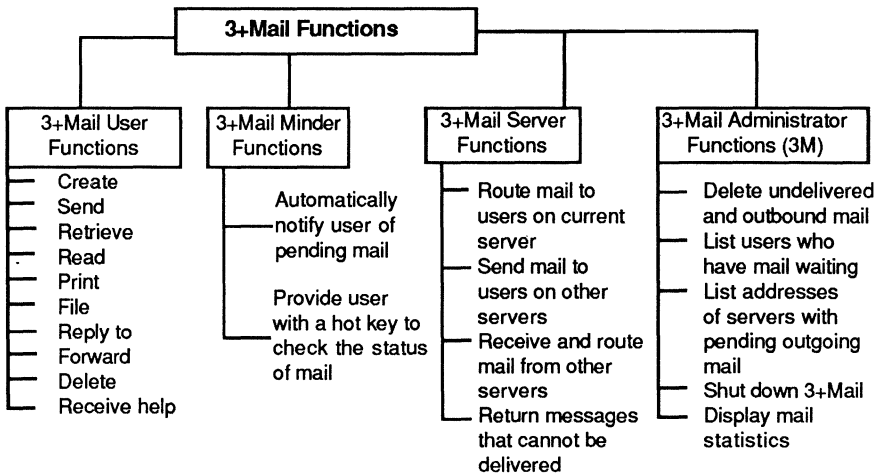 3+Mail Functions
3+Mail User
Functions
Create
Send
Retrieve
Read
Print
File
Reply to
Forward
Delete
Receive help
3+Mail Minder
Functions
Automatically
notify user of
pending mail
Provide user
with a hot key to
check the status
of mail
3+Mail Server
Functions
Route mail to
users on current
server
Send mail to
users on other
servers
Receive and route
mail from other
servers
Return messages
that cannot be
delivered
3+Mail Administrator
Functions (3M)
Delete undelivered
and outbound mail
List users who
have mail waiting
List addresses
of servers with
pending outgoing
mail
Shut down 3+Mail
Display mail
statistics